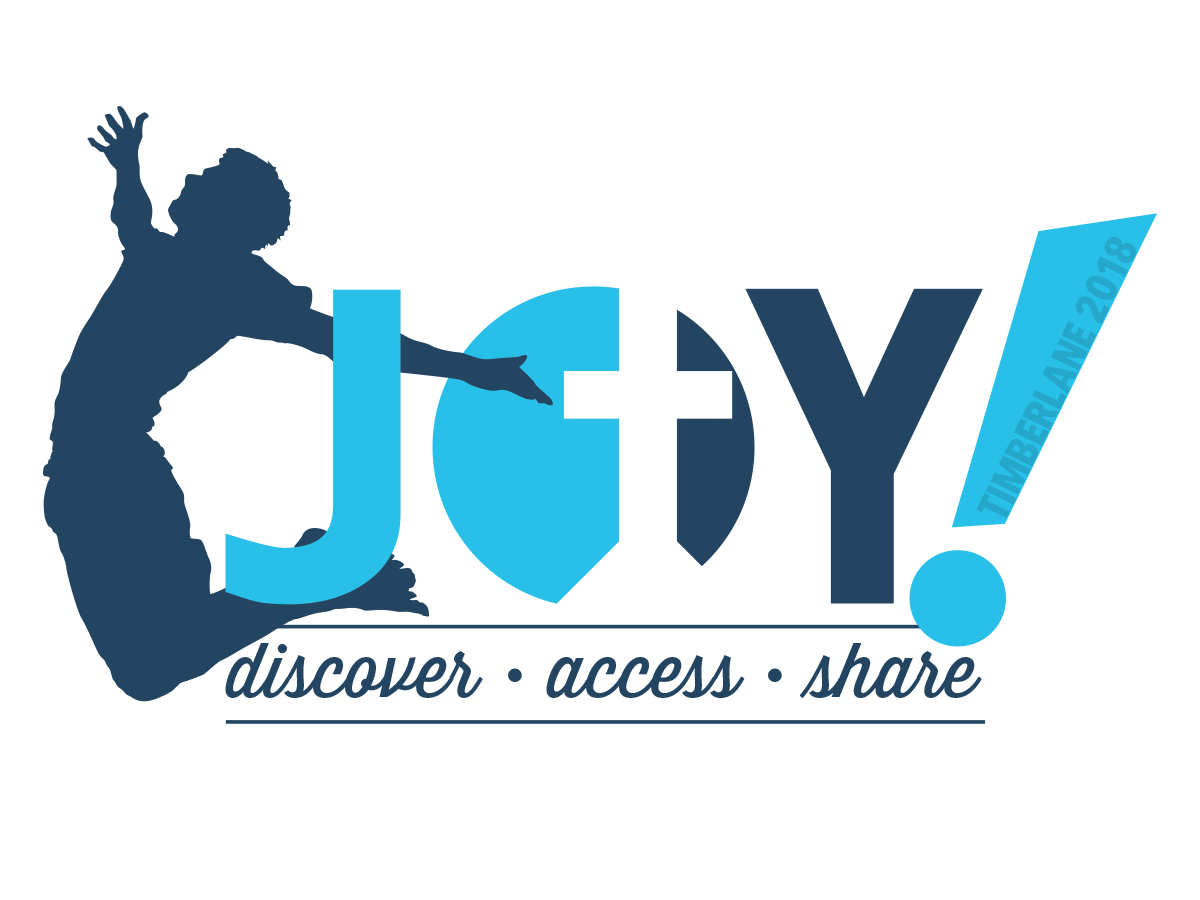 JOY!
TIMBERLANE 2018
discover • access • share